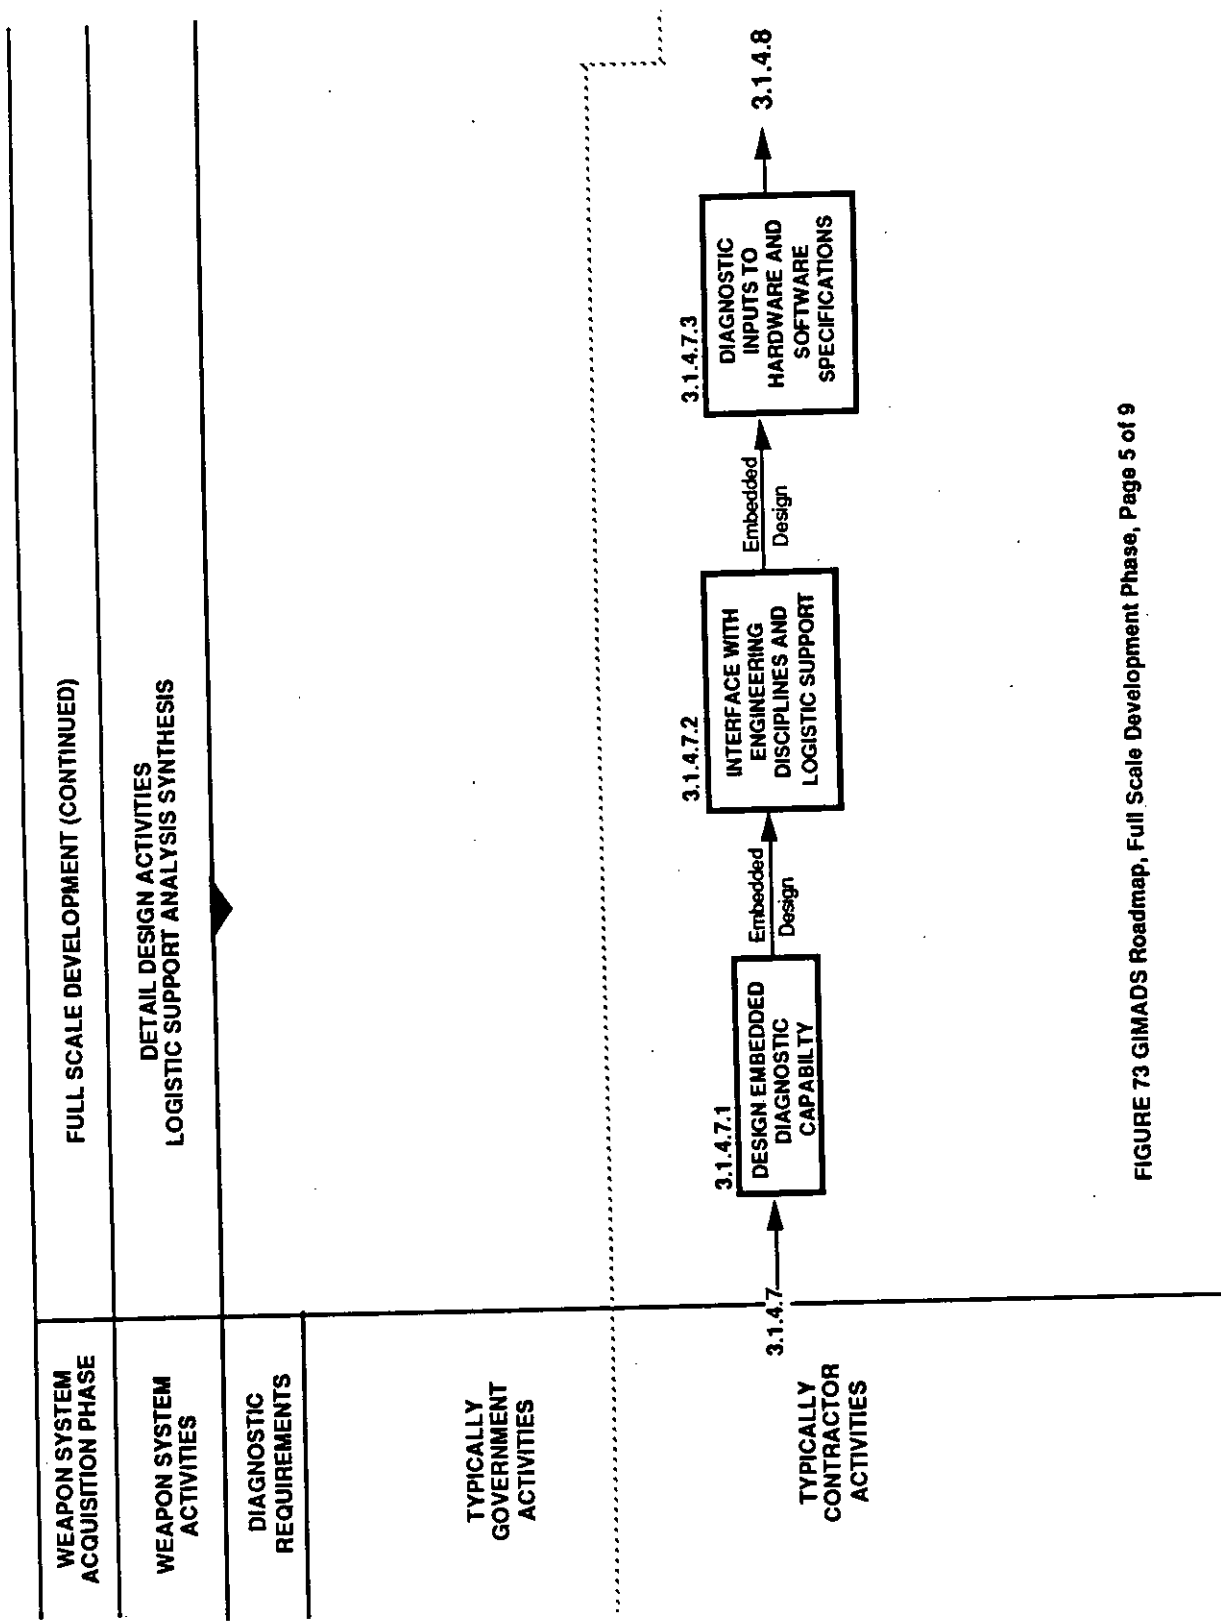 WEAPON SYSTEM
ACQUISITION PHASE
FULL SCALE DEVELOPMENT (CONTINUED)
WEAPON SYSTEM
ACTIVITIES
DETAIL DESIGN ACTIVITIES
LOGISTIC SUPPORT ANALYSIS SYNTHESIS
DIAGNOSTIC
REQUIREMENTS
TYPICALLY
GOVERNMENT
ACTIVITIES
TYPICALLY
CONTRACTOR
ACTIVITIES
3.1.4.7
3.1.4.7.1
DESIGN EMBEDDED
DIAGNOSTIC
CAPABILTY
Embedded
Design
3.1.4.7.2
INTERFACE WITH
ENGINEERING
DISCIPLINES AND
LOGISTIC SUPPORT
Embedded
Design
3.1.4.7.3
DIAGNOSTIC
INPUTS TO
HARDWARE AND
SOFTWARE
SPECIFICATIONS
3.1.4.8
FIGURE 73 GIMADS Roadmap, Full Scale Development Phase, Page 5 of 9